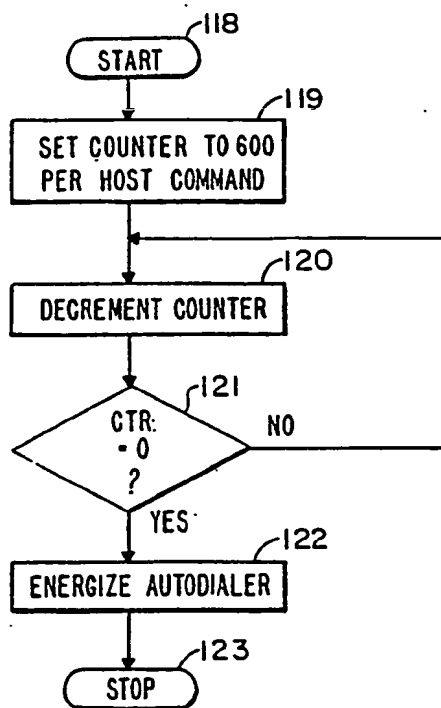 118
START
119
SET COUNTER TO 600
PER HOST COMMAND
120
DECREMENT COUNTER
121
CTR.
= 0
?
NO
YES
122
ENERGIZE AUTODIALER
123
STOP